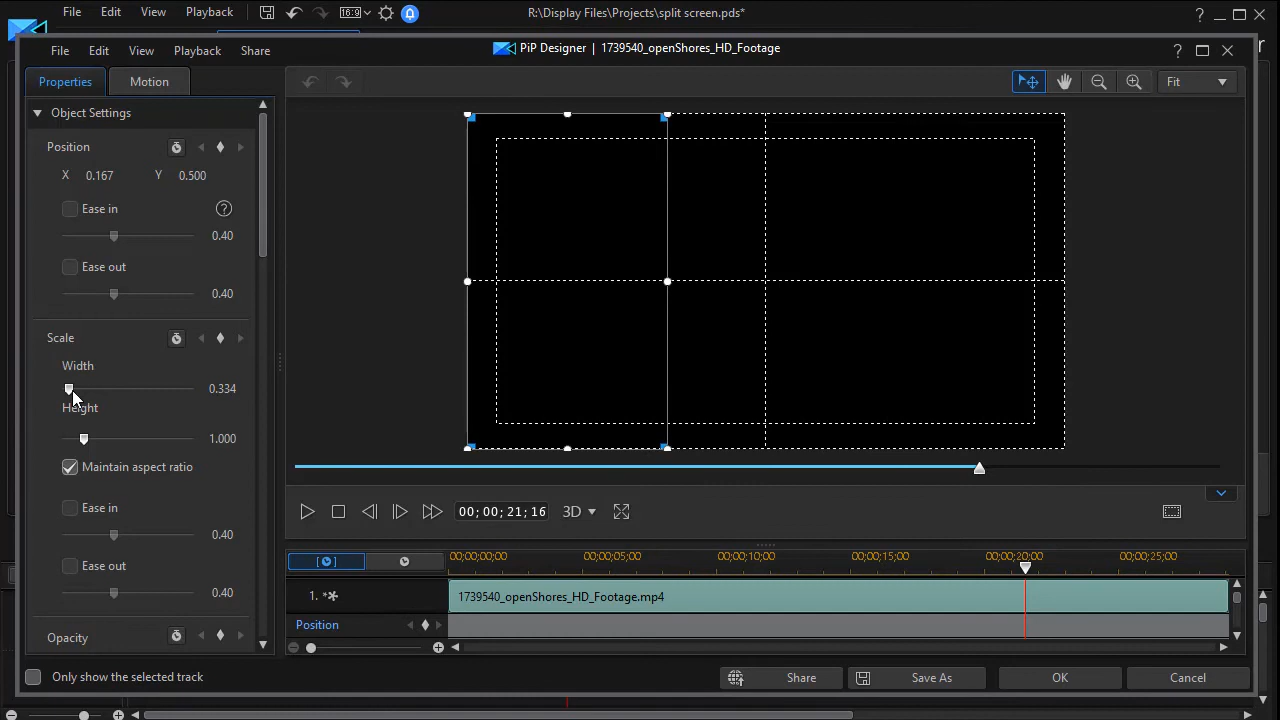 File Edit View Playback 16:9 R:\Display Files\Projects\split screen.pds* ?
File Edit View Playback Share PiP Designer | 1739540_openShores_HD_Footage ?
Properties Motion Fit
Object Settings
Position
X 0.167 Y 0.500
Ease in ?
0.40
Ease out
0.40
Scale
Width
0.334
Height
1.000
Maintain aspect ratio
Ease in
0.40
Ease out
0.40
Opacity
00; 00; 21; 16 3D
00;00;00;00 00;00;05;00 00;00;10;00 00;00;15;00 00;00;20;00 00;00;25;00
1. 1739540_openShores_HD_Footage.mp4
Position
Only show the selected track Share Save As OK Cancel